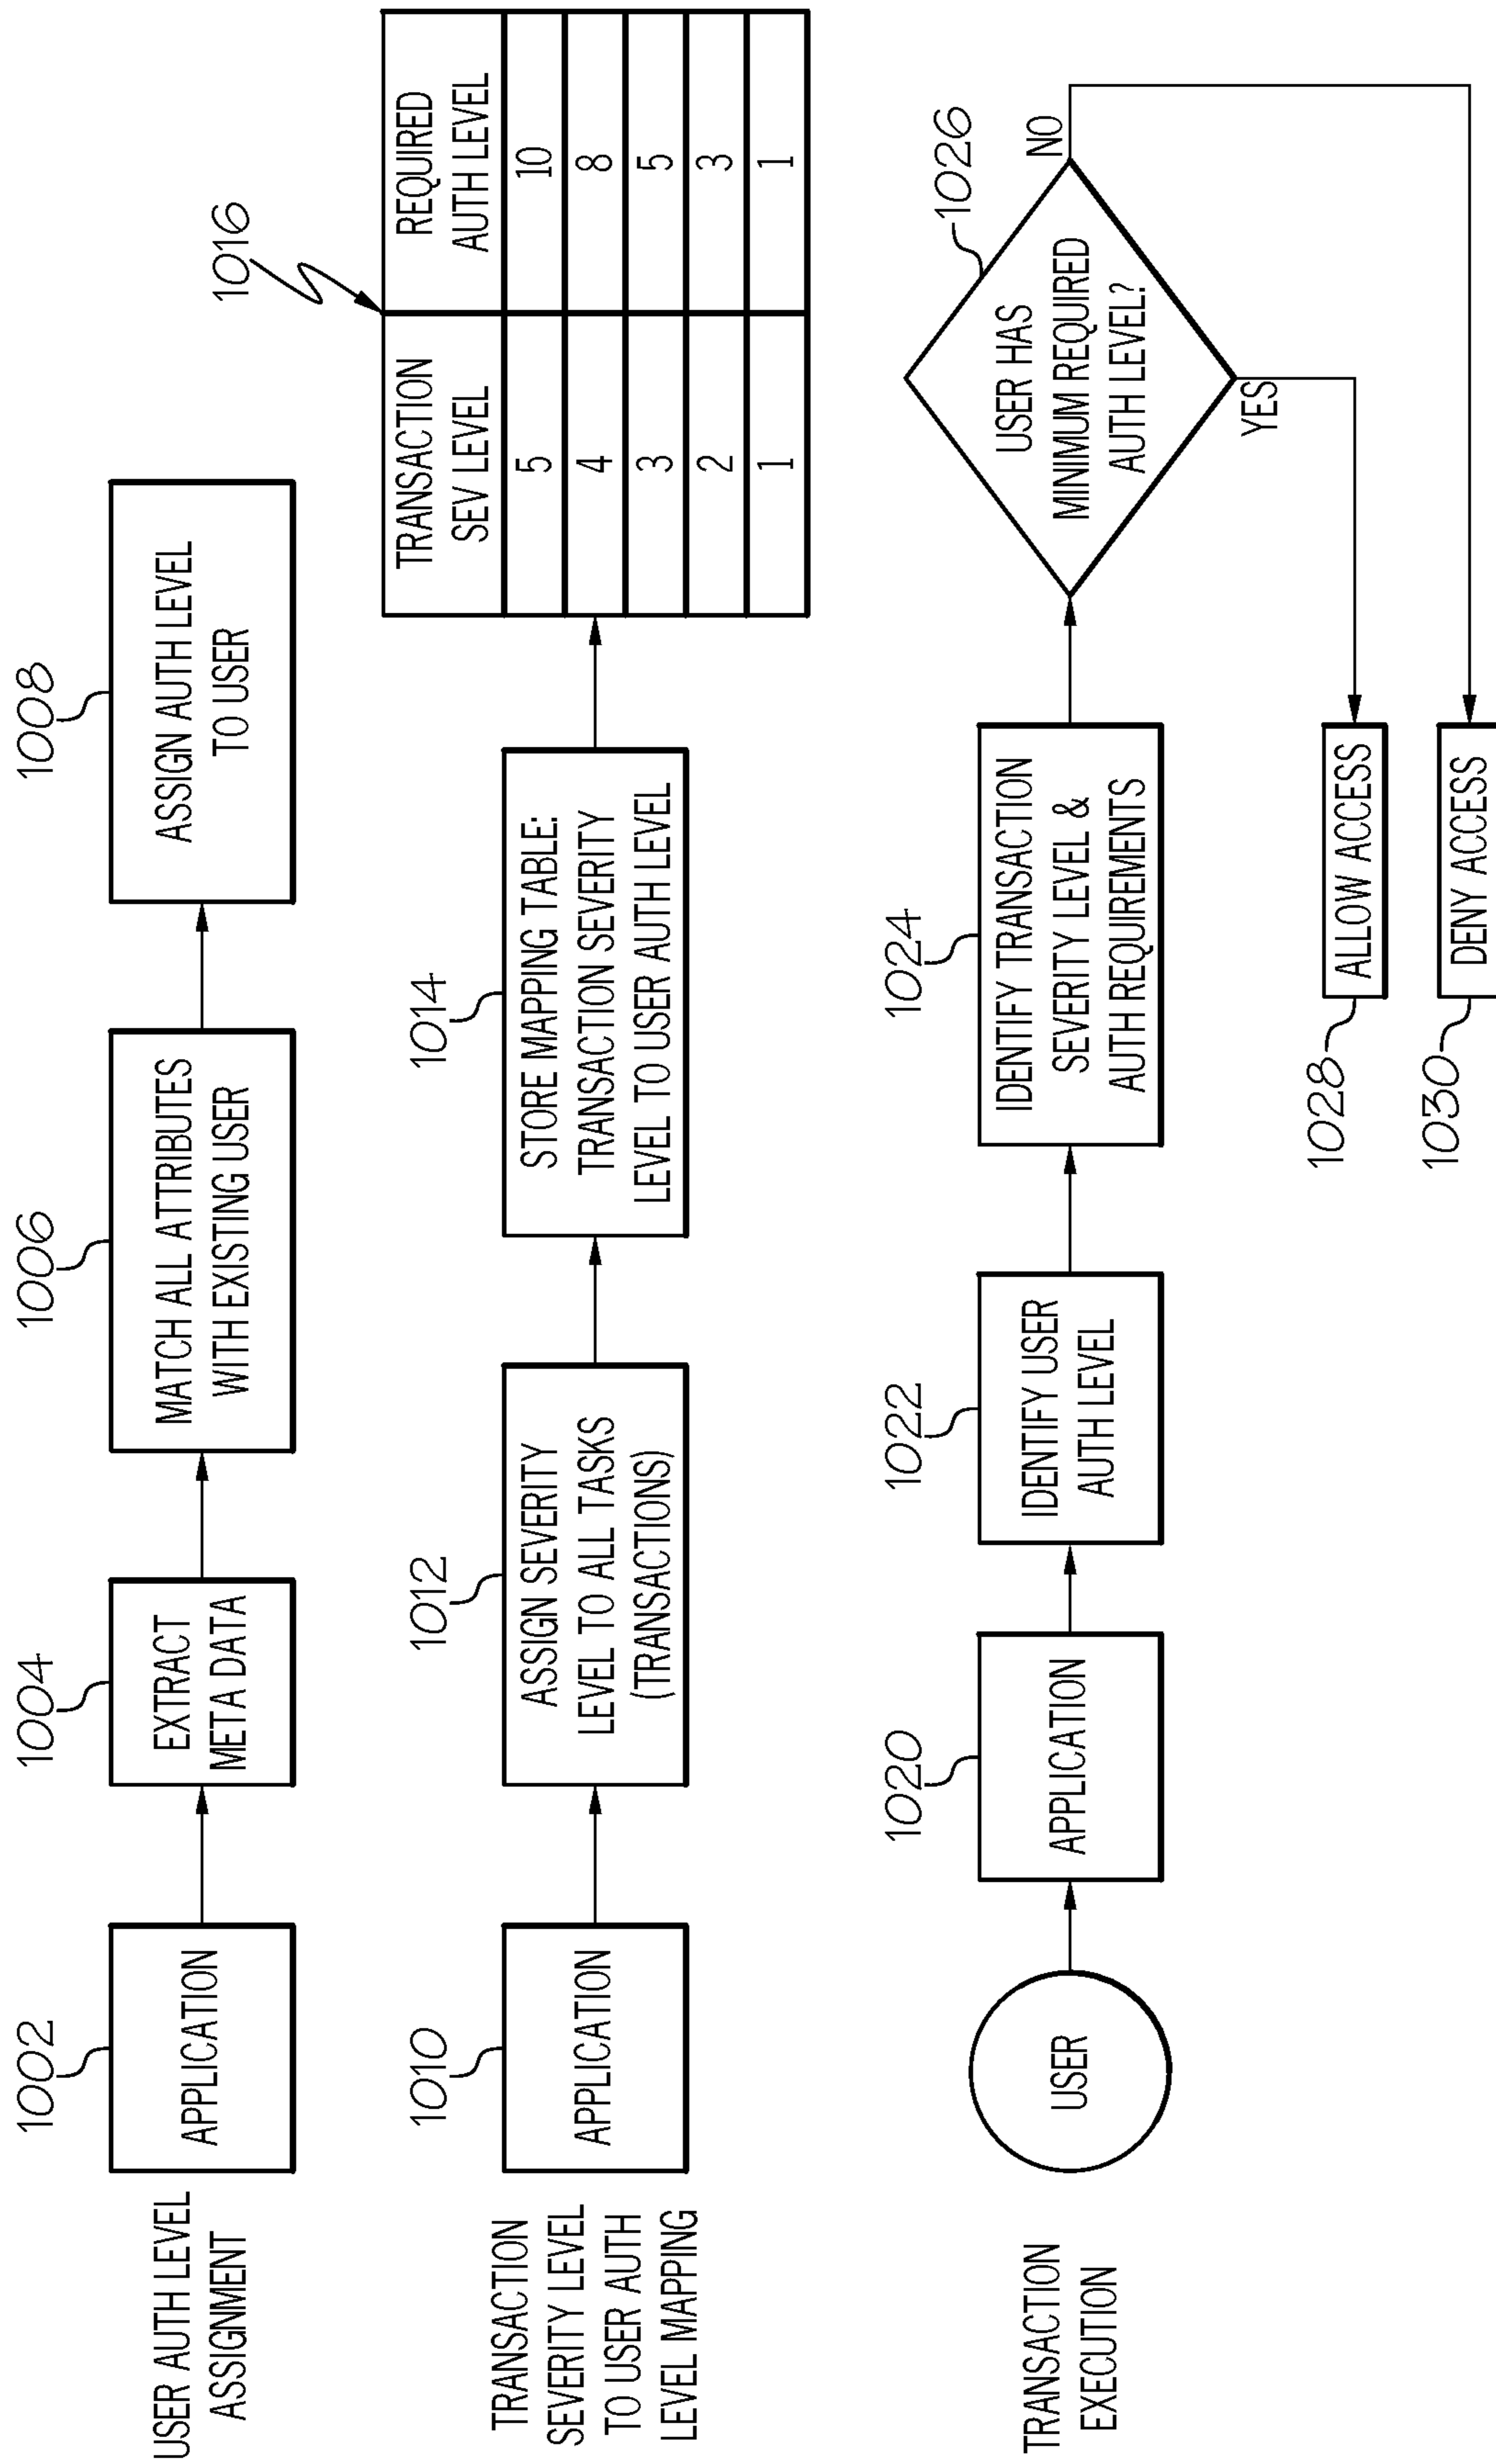 USER AUTH LEVEL
ASSIGNMENT
1002
APPLICATION
1004
EXTRACT
META DATA
1006
MATCH ALL ATTRIBUTES
WITH EXISTING USER
1008
ASSIGN AUTH LEVEL
TO USER
TRANSACTION
SEVERITY LEVEL
TO USER AUTH
LEVEL MAPPING
1010
APPLICATION
1012
ASSIGN SEVERITY
LEVEL TO ALL TASKS
(TRANSACTIONS)
1014
STORE MAPPING TABLE:
TRANSACTION SEVERITY
LEVEL TO USER AUTH LEVEL
1016
TRANSACTION
SEV LEVEL
REQUIRED
AUTH LEVEL
5 10
4 8
3 5
2 3
1 1
TRANSACTION
EXECUTION
USER
1020
APPLICATION
1022
IDENTIFY USER
AUTH LEVEL
1024
IDENTIFY TRANSACTION
SEVERITY LEVEL &
AUTH REQUIREMENTS
1026
USER HAS
MINIMUM REQUIRED
AUTH LEVEL?
NO
YES
1028
ALLOW ACCESS
1030
DENY ACCESS